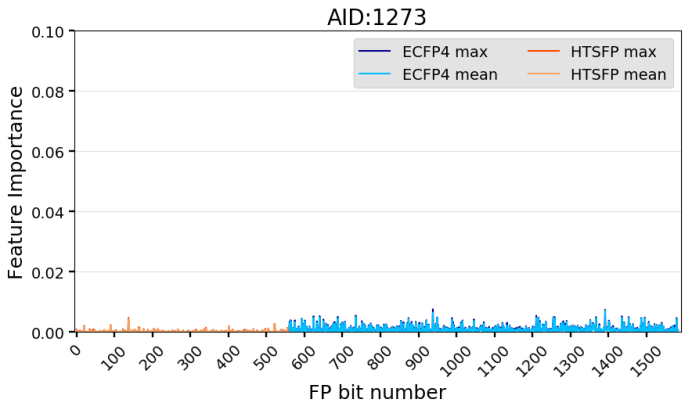 AID:1273
ECFP4 max
ECFP4 mean
HTSFP max
HTSFP mean
Feature Importance
0.10
0.08
0.06
0.04
0.02
0.00
0 100 200 300 400 500 600 700 800 900 1000 1100 1200 1300 1400 1500
FP bit number